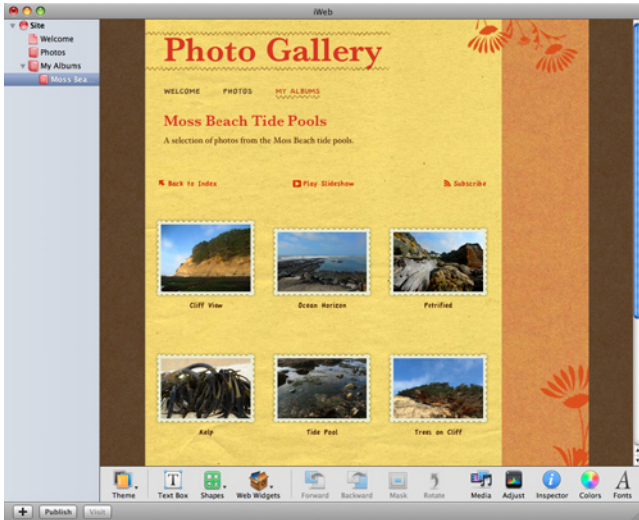 iWeb
Site
Welcome
Photos
My Albums
Moss Sea
Photo Gallery
WELCOME PHOTOS MY ALBUMS
Moss Beach Tide Pools
A selection of photos from the Moss Beach tide pools.
Back to Index Play Slideshow Subscribe
Cliff View Ocean Horizon Petrified
Kelp Tide Pool Trees on Cliff
Theme Text Box Shapes Web Widgets Forward Backward Mask Rotate Media Adjust Inspector Colors Fonts
Publish Visit